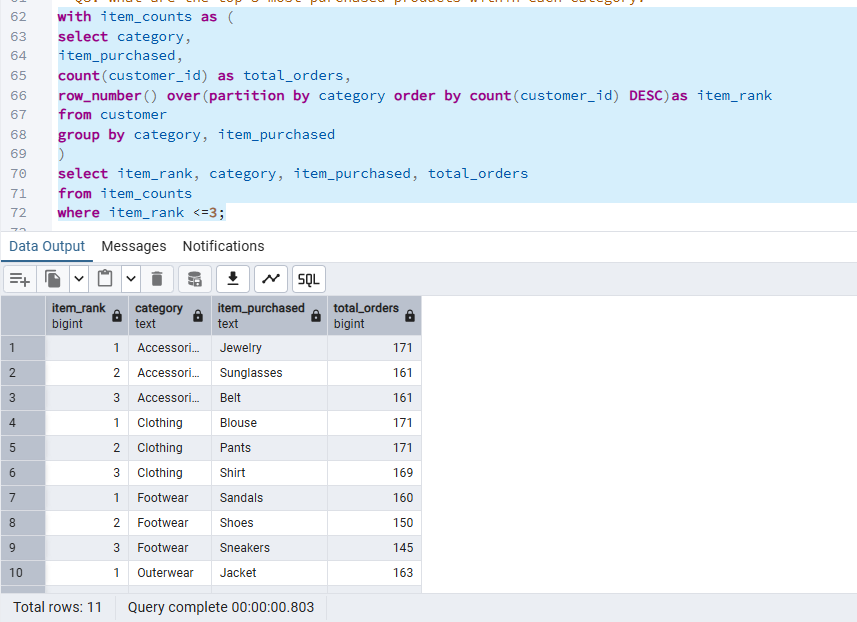 62 with item_counts as (
63 select category,
64 item_purchased,
65 count(customer_id) as total_orders,
66 row_number() over(partition by category order by count(customer_id) DESC)as item_rank
67 from customer
68 group by category, item_purchased
69 )
70 select item_rank, category, item_purchased, total_orders
71 from item_counts
72 where item_rank <=3;
Data Output Messages Notifications
SQL
item_rank category item_purchased total_orders
bigint text text bigint
1 1 Accessori... Jewelry 171
2 2 Accessori... Sunglasses 161
3 3 Accessori... Belt 161
4 1 Clothing Blouse 171
5 2 Clothing Pants 171
6 3 Clothing Shirt 169
7 1 Footwear Sandals 160
8 2 Footwear Shoes 150
9 3 Footwear Sneakers 145
10 1 Outerwear Jacket 163
Total rows: 11 Query complete 00:00:00.803